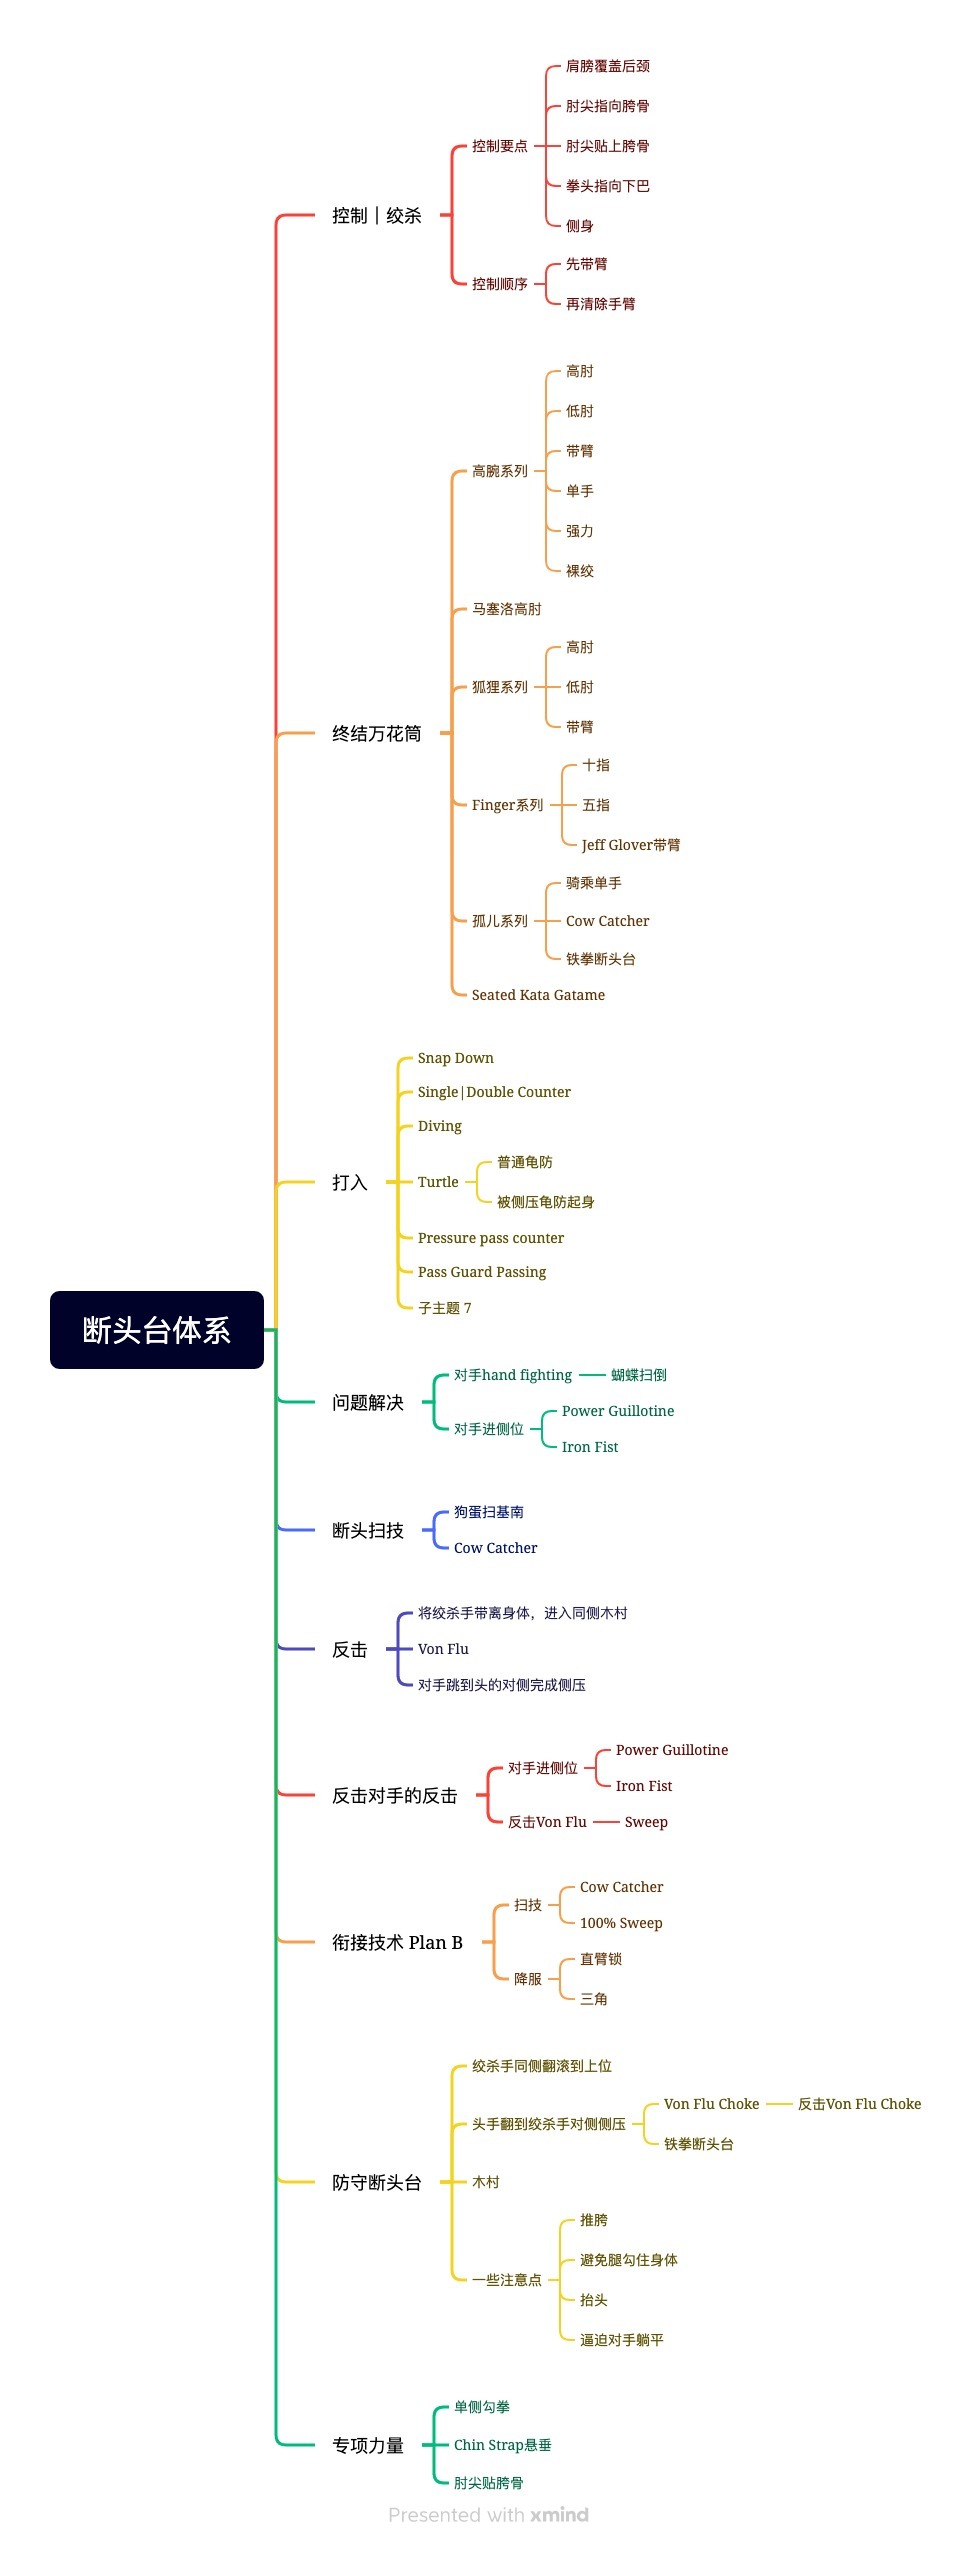 断头台体系
控制｜绞杀
控制要点
肩膀覆盖后颈
肘尖指向胯骨
肘尖贴上胯骨
拳头指向下巴
侧身
控制顺序
先带臂
再清除手臂
终结万花筒
高腕系列
高肘
低肘
带臂
单手
强力
裸绞
马塞洛高肘
狐狸系列
高肘
低肘
带臂
Finger系列
十指
五指
Jeff Glover带臂
孤儿系列
骑乘单手
Cow Catcher
铁拳断头台
Seated Kata Gatame
打入
Snap Down
Single|Double Counter
Diving
Turtle
普通龟防
被侧压龟防起身
Pressure pass counter
Pass Guard Passing
子主题 7
问题解决
对手hand fighting
蝴蝶扫倒
对手进侧位
Power Guillotine
Iron Fist
断头扫技
狗蛋扫基南
Cow Catcher
反击
将绞杀手带离身体，进入同侧木村
Von Flu
对手跳到头的对侧完成侧压
反击对手的反击
对手进侧位
Power Guillotine
Iron Fist
反击Von Flu
Sweep
衔接技术 Plan B
扫技
Cow Catcher
100% Sweep
降服
直臂锁
三角
防守断头台
绞杀手同侧翻滚到上位
头手翻到绞杀手对侧侧压
Von Flu Choke
反击Von Flu Choke
铁拳断头台
木村
一些注意点
推胯
避免腿勾住身体
抬头
逼迫对手躺平
专项力量
单侧勾拳
Chin Strap悬垂
肘尖贴胯骨
Presented with xmind